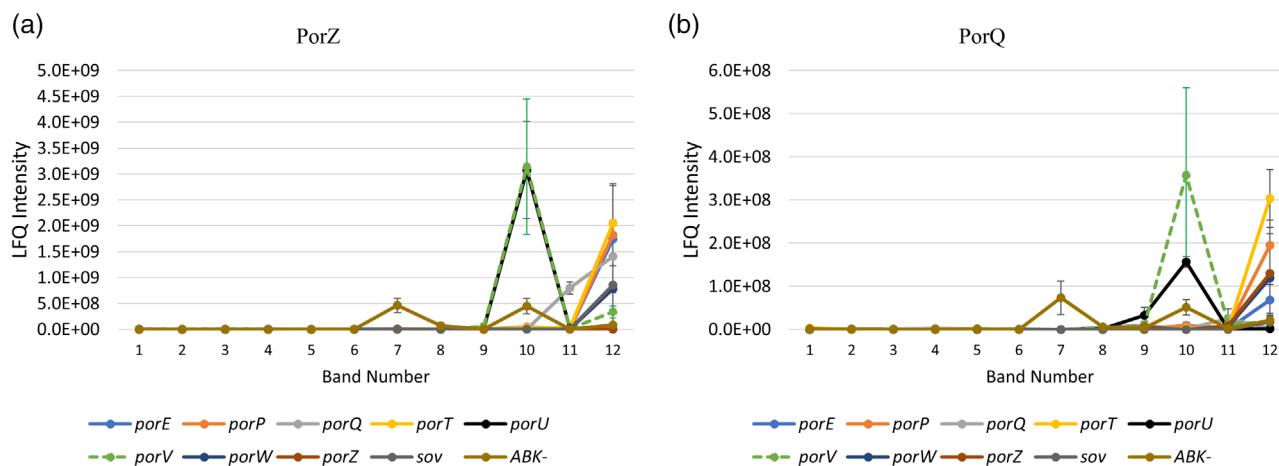 (a)
PorZ
5.0E+09
4.5E+09
4.0E+09
3.5E+09
3.0E+09
2.5E+09
2.0E+09
1.5E+09
1.0E+09
5.0E+08
0.0E+00
LFQ Intensity
1 2 3 4 5 6 7 8 9 10 11 12
Band Number
porE porP porQ porT porU
porV porW porZ sov ABK-
(b)
PorQ
6.0E+08
5.0E+08
4.0E+08
3.0E+08
2.0E+08
1.0E+08
0.0E+00
LFQ Intensity
1 2 3 4 5 6 7 8 9 10 11 12
Band Number
porE porP porQ porT porU
porV porW porZ sov ABK-